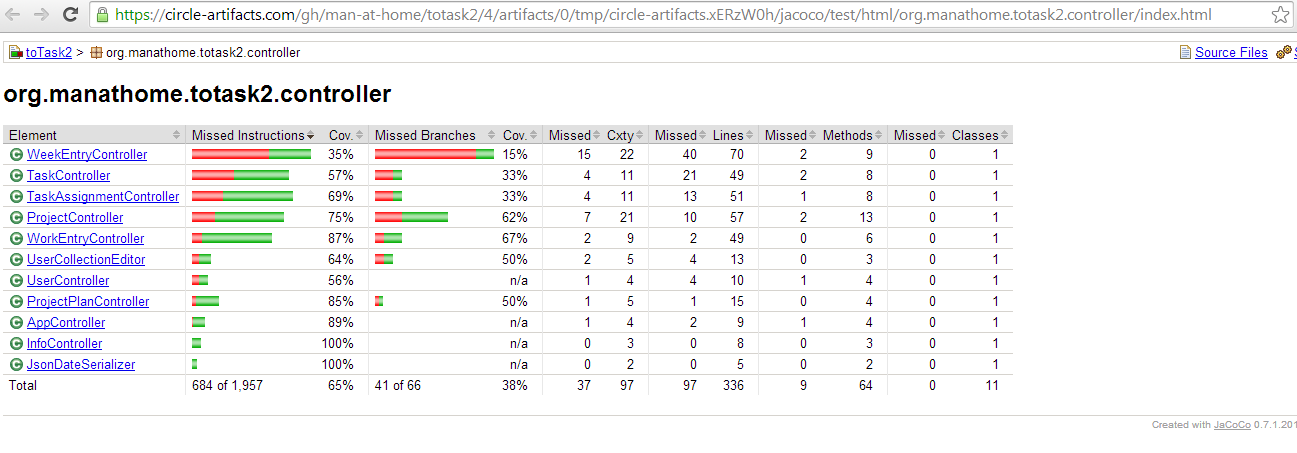 https://circle-artifacts.com/gh/man-at-home/totask2/4/artifacts/0/tmp/circle-artifacts.xERzW0h/jacoco/test/html/org.manathome.totask2.controller/index.html
toTask2 > org.manathome.totask2.controller Source Files
org.manathome.totask2.controller
Element Missed Instructions Cov. Missed Branches Cov. Missed Cxty Missed Lines Missed Methods Missed Classes
WeekEntryController 35% 15% 15 22 40 70 2 9 0 1
TaskController 57% 33% 4 11 21 49 2 8 0 1
TaskAssignmentController 69% 33% 4 11 13 51 1 8 0 1
ProjectController 75% 62% 7 21 10 57 2 13 0 1
WorkEntryController 87% 67% 2 9 2 49 0 6 0 1
UserCollectionEditor 64% 50% 2 5 4 13 0 3 0 1
UserController 56% n/a 1 4 4 10 1 4 0 1
ProjectPlanController 85% 50% 1 5 1 15 0 4 0 1
AppController 89% n/a 1 4 2 9 1 4 0 1
InfoController 100% n/a 0 3 0 8 0 3 0 1
JsonDateSerializer 100% n/a 0 2 0 5 0 2 0 1
Total 684 of 1,957 65% 41 of 66 38% 37 97 97 336 9 64 0 11
Created with JaCoCo 0.7.1.201